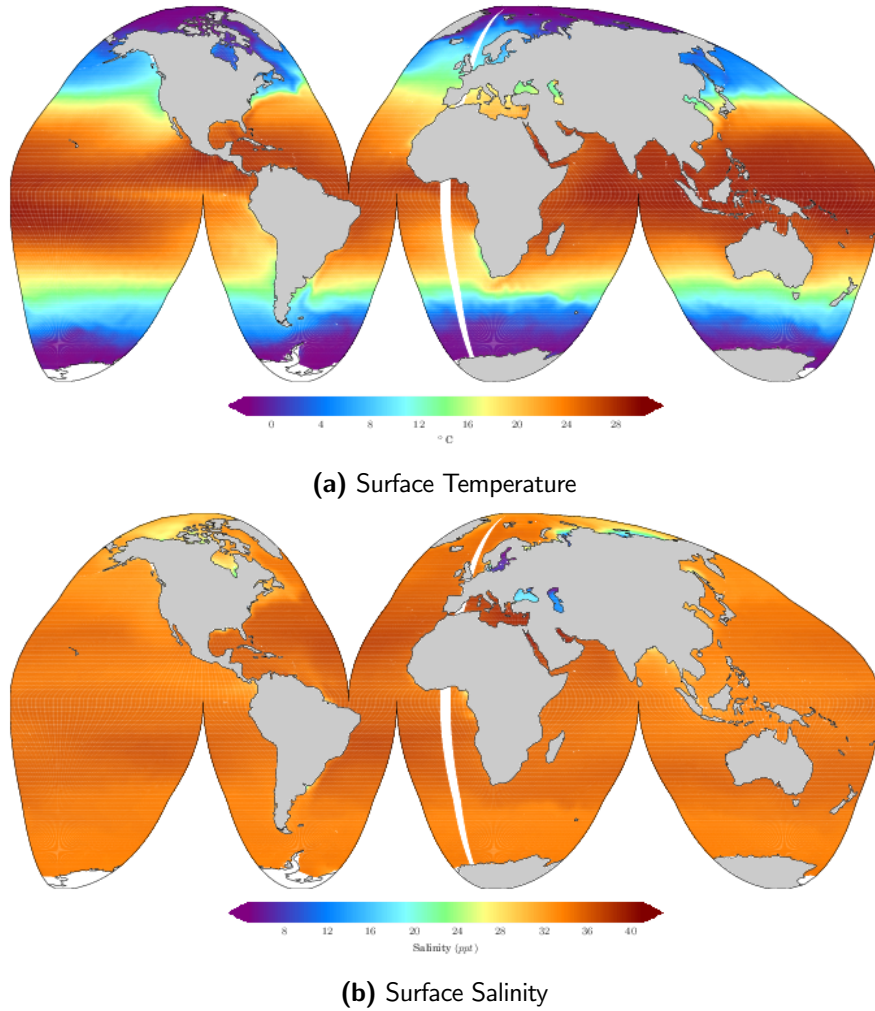 0 4 8 12 16 20 24 28
° C
(a) Surface Temperature
8 12 16 20 24 28 32 36 40
Salinity (ppt)
(b) Surface Salinity